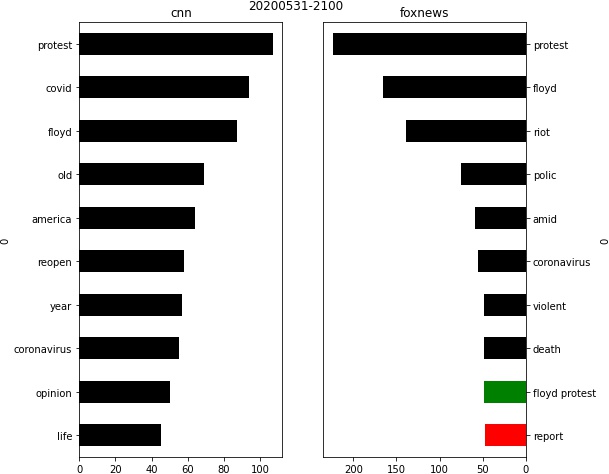 20200531-2100
cnn
foxnews
protest
covid
floyd
old
america
reopen
year
coronavirus
opinion
life
0
0 20 40 60 80 100
protest
floyd
riot
polic
amid
coronavirus
violent
death
floyd protest
report
0
200 150 100 50 0